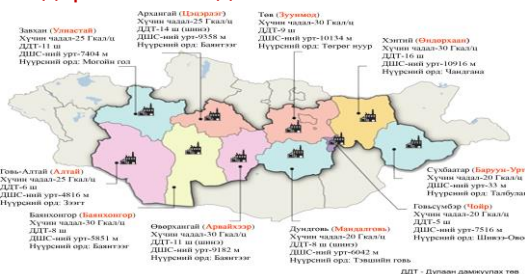 Завхан (Улиастай)
Хүчин чадал-25 Гкал/ц
ДДТ-11 ш
ДШС-ний урт-7404 м
Нүүрсний орд: Могойн гол
Архангай (Цэцэрлэг)
Хүчин чадал-25 Гкал/ц
ДДТ-14 ш (шинэ)
ДШС-ний урт-9358 м
Нүүрсний орд: Баянтээг
Төв (Зуунмод)
Хүчин чадал-30 Гкал/ц
ДДТ-9 ш
ДШС-ний урт-10134 м
Нүүрсний орд: Төгрөг нуур
Хэнтий (Өндөрхаан)
Хүчин чадал-30 Гкал/ц
ДДТ-16 ш
ДШС-ний урт-10916 м
Нүүрсний орд: Чандгана
Говь-Алтай (Алтай)
Хүчин чадал-25 Гкал/ц
ДДТ-6 ш
ДШС-ний урт-4816 м
Нүүрсний орд: Зээгт
Баянхонгор (Баянхонгор)
Хүчин чадал-30 Гкал/ц
ДДТ-8 ш
ДШС-ний урт-5851 м
Нүүрсний орд: Баянтээг
Өвөрхангай (Арвайхээр)
Хүчин чадал-30 Гкал/ц
ДДТ-11 ш (шинэ)
ДШС-ний урт-9182 м
Нүүрсний орд: Баянтээг
Дундговь (Мандалговь)
Хүчин чадал-20 Гкал/ц
ДДТ-8 ш (шинэ)
ДШС-ний урт-6042 м
Нүүрсний орд: Тэвшийн говь
Сүхбаатар (Баруун-Урт
Хүчин чадал-20 Гкал/ц
ДШС-ний урт-33 м
Нүүрсний орд: Талбулаг
Говьсүмбэр (Чойр)
Хүчин чадал-20 Гкал/ц
ДДТ-5 ш
ДШС-ний урт-7516 м
Нүүрсний орд: Шивээ-Овоо
ДДТ - Дулаан дамжуулах төв